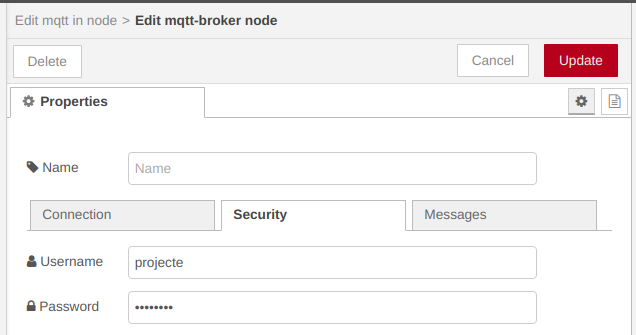 Edit mqtt in node > Edit mqtt-broker node
Delete Cancel Update
Properties
Name Name
Connection Security Messages
Username projecte
Password ••••••••